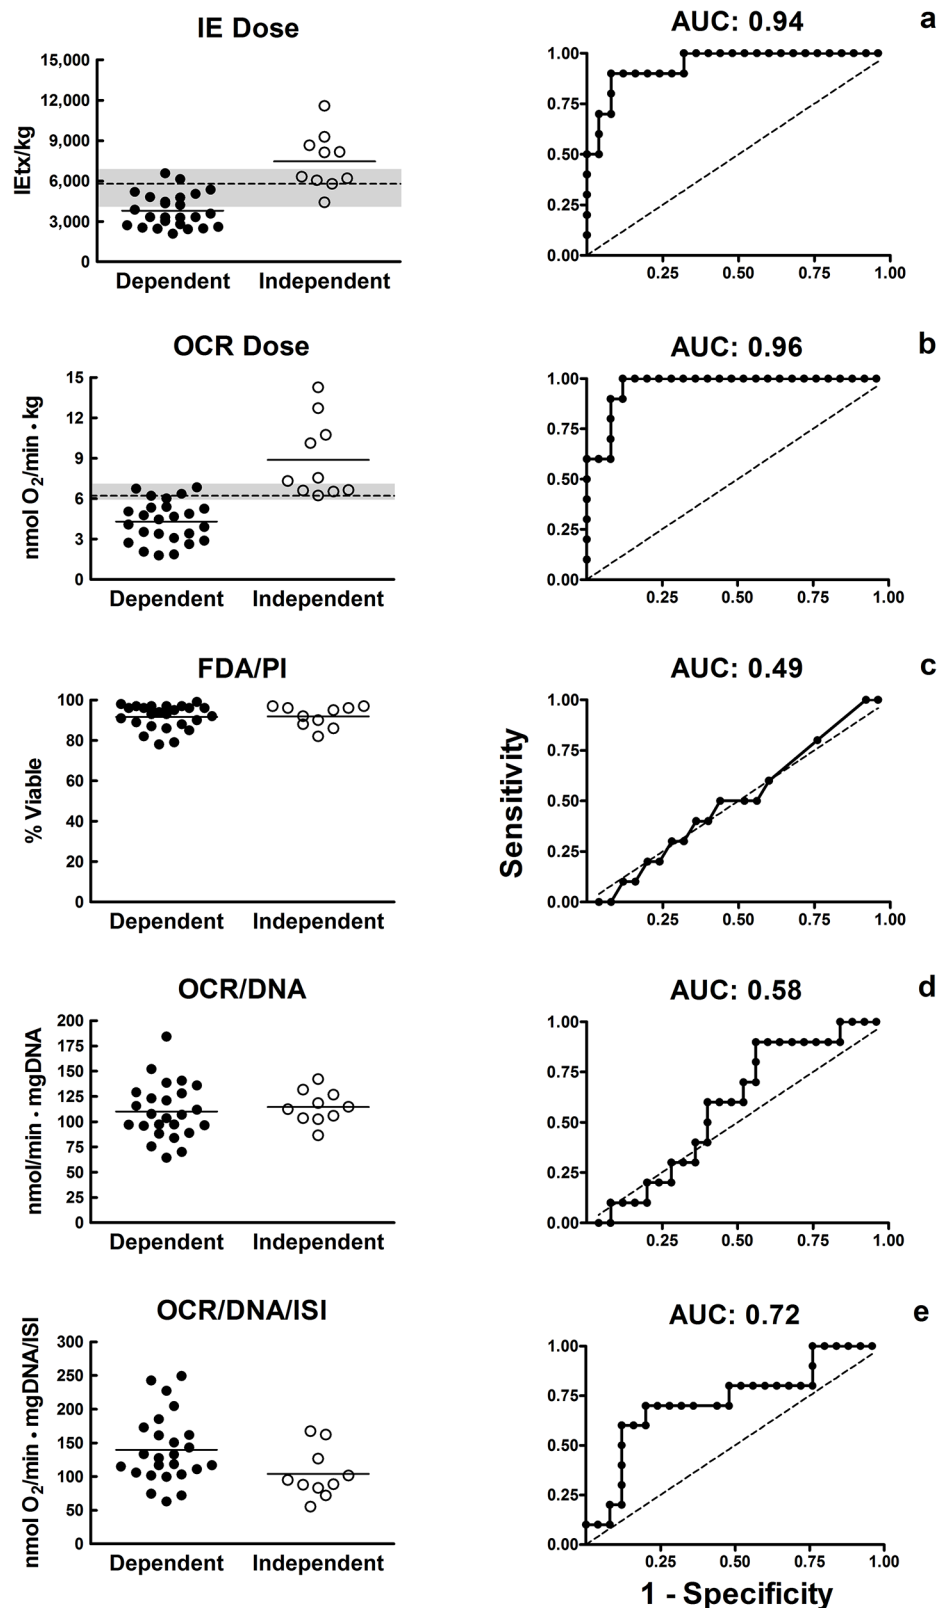 IE Dose
AUC: 0.94
a
15,000
12,000
9,000
6,000
3,000
0
IEtx/kg
Dependent
Independent
1.00
0.75
0.50
0.25
0.00
0.25
0.50
0.75
1.00
OCR Dose
AUC: 0.96
b
15
12
9
6
3
0
nmol O2/min • kg
Dependent
Independent
1.00
0.75
0.50
0.25
0.00
0.25
0.50
0.75
1.00
FDA/PI
AUC: 0.49
c
100
80
60
40
20
0
% Viable
Dependent
Independent
Sensitivity
1.00
0.75
0.50
0.25
0.00
0.25
0.50
0.75
1.00
OCR/DNA
AUC: 0.58
d
200
175
150
125
100
75
50
25
0
nmol/min • mgDNA
Dependent
Independent
1.00
0.75
0.50
0.25
0.00
0.25
0.50
0.75
1.00
OCR/DNA/ISI
AUC: 0.72
e
300
250
200
150
100
50
0
nmol O2/min • mgDNA/ISI
Dependent
Independent
1.00
0.75
0.50
0.25
0.00
0.25
0.50
0.75
1.00
1 - Specificity